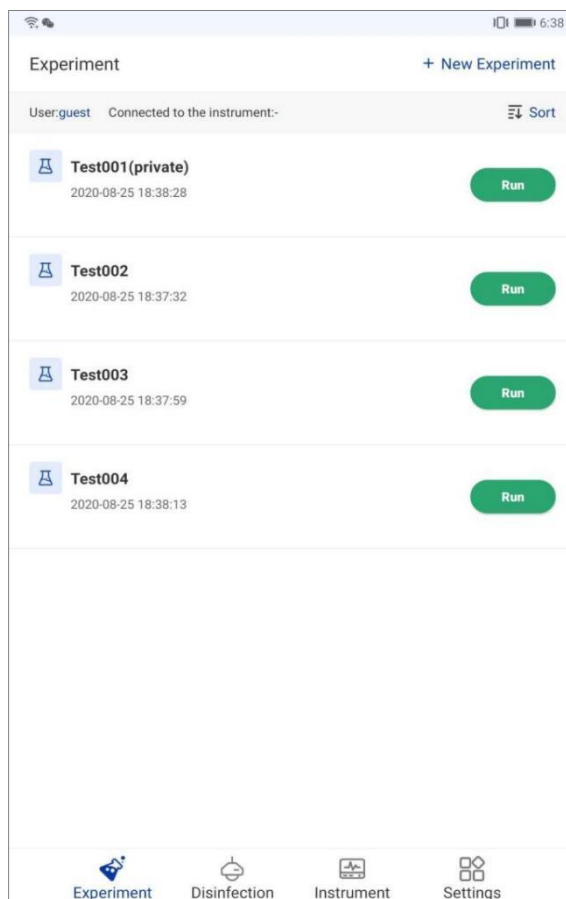 6:38
Experiment + New Experiment
User:guest Connected to the instrument:- Sort
Test001(private)
2020-08-25 18:38:28
Run
Test002
2020-08-25 18:37:32
Run
Test003
2020-08-25 18:37:59
Run
Test004
2020-08-25 18:38:13
Run
Experiment Disinfection Instrument Settings